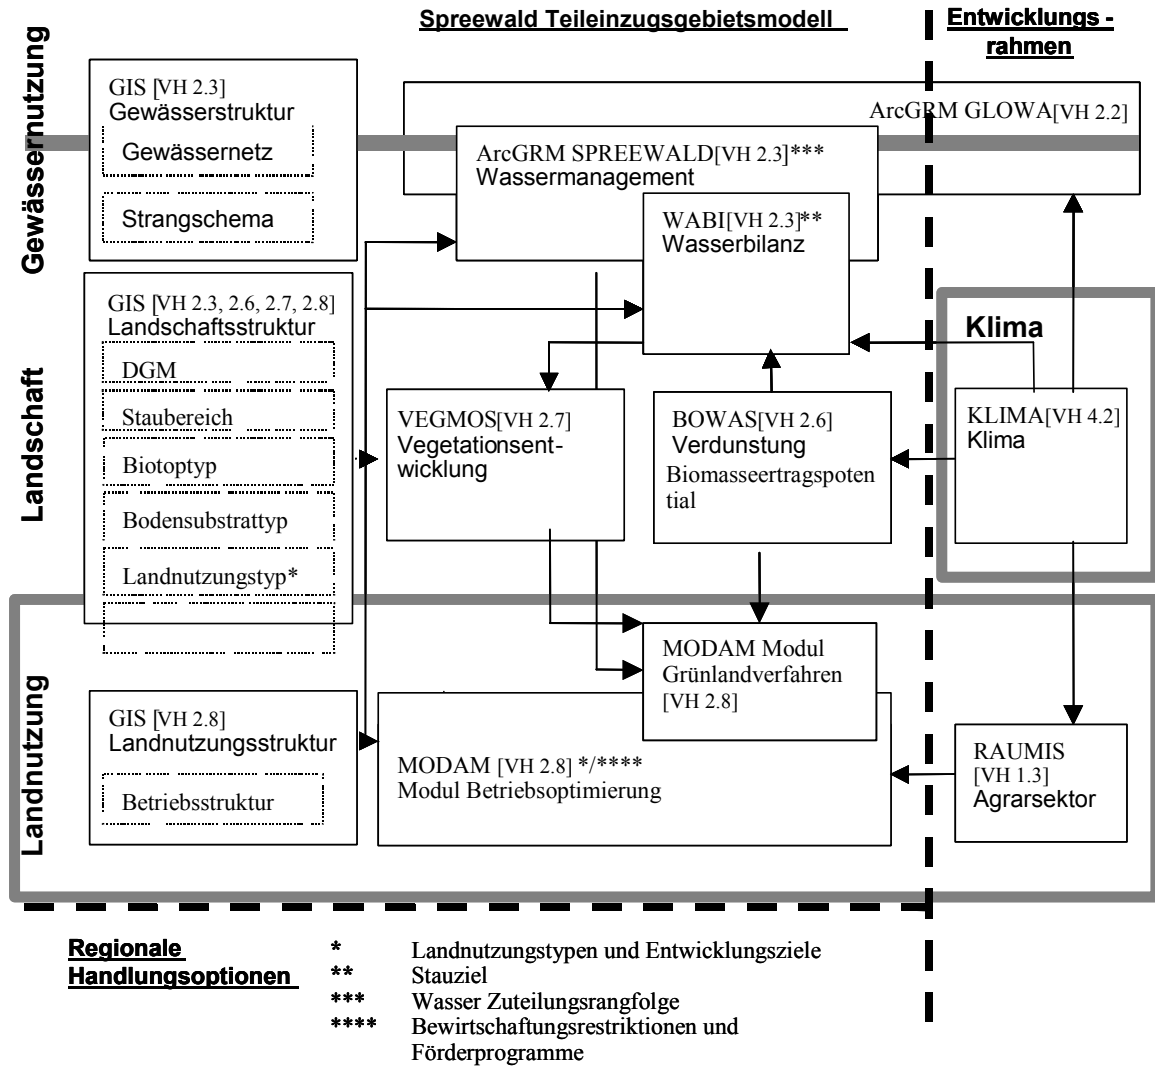 Spreewald Teileinzugsgebietsmodell
Entwicklungs -
rahmen
Gewässernutzung
GIS [VH 2.3]
Gewässerstruktur
Gewässernetz
Strangschema
ArcGRM GLOWA[VH 2.2]
ArcGRM SPREEWALD[VH 2.3]***
Wassermanagement
WABI[VH 2.3]**
Wasserbilanz
Landschaft
GIS [VH 2.3, 2.6, 2.7, 2.8]
Landschaftsstruktur
DGM
Staubereich
Biotoptyp
Bodensubstrattyp
Landnutzungstyp*
VEGMOS[VH 2.7]
Vegetationsent-
wicklung
BOWAS[VH 2.6]
Verdunstung
Biomasseertragspoten
tial
Klima
KLIMA[VH 4.2]
Klima
Landnutzung
GIS [VH 2.8]
Landnutzungsstruktur
Betriebsstruktur
MODAM Modul
Grünlandverfahren
[VH 2.8]
MODAM [VH 2.8] */****
Modul Betriebsoptimierung
RAUMIS
[VH 1.3]
Agrarsektor
Regionale
Handlungsoptionen
* Landnutzungstypen und Entwicklungsziele
** Stauziel
*** Wasser Zuteilungsrangfolge
**** Bewirtschaftungsrestriktionen und
Förderprogramme